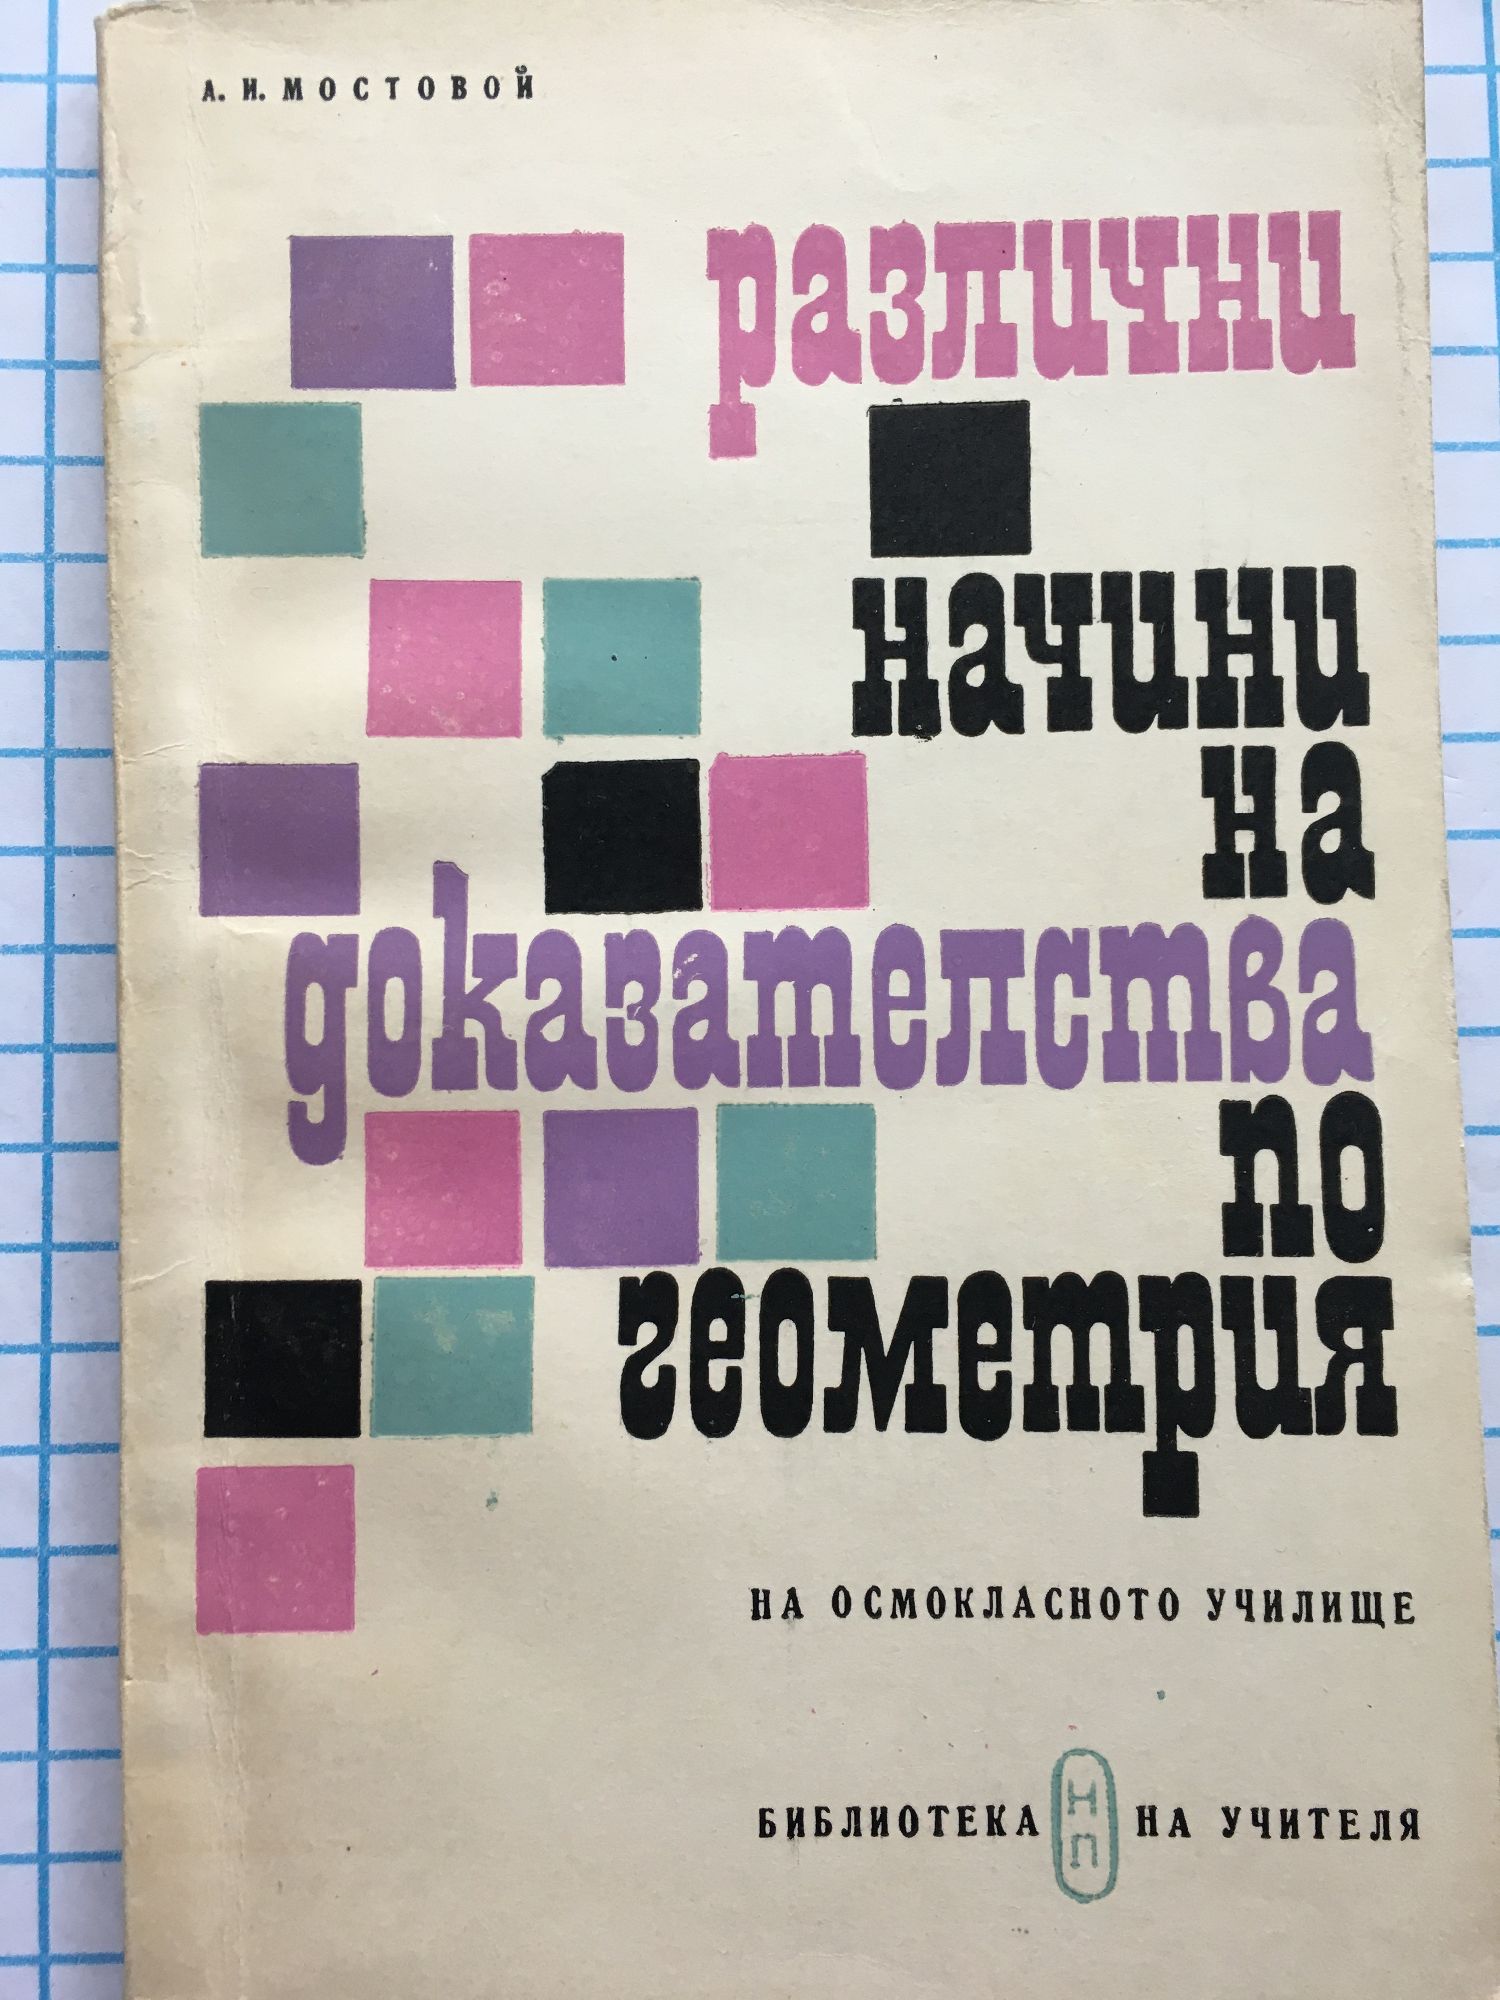 А. И. МОСТОВОЙ
различни
начини
на
доказателства
по
геометрия
НА ОСМОКЛАСНОТО УЧИЛИЩЕ
БИБЛИОТЕКА НП НА УЧИТЕЛЯ